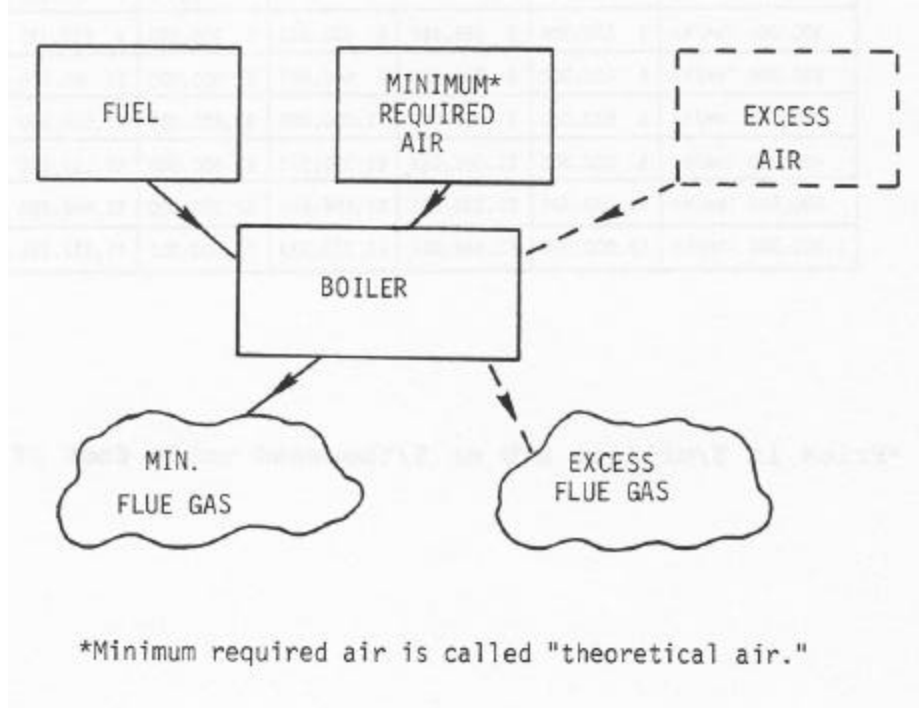 FUEL
MINIMUM*
REQUIRED
AIR
EXCESS
AIR
BOILER
MIN.
FLUE GAS
EXCESS
FLUE GAS
*Minimum required air is called "theoretical air."